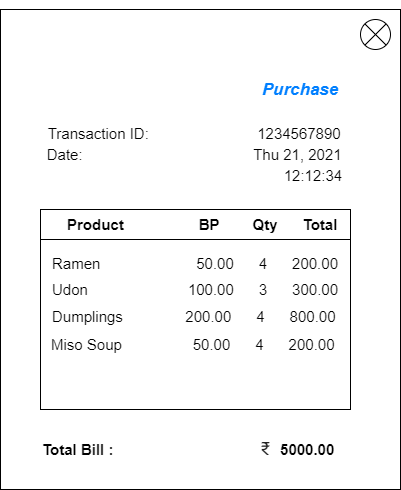 Purchase
Transaction ID: 1234567890
Date: Thu 21, 2021
12:12:34
Product BP Qty Total
Ramen 50.00 4 200.00
Udon 100.00 3 300.00
Dumplings 200.00 4 800.00
Miso Soup 50.00 4 200.00
Total Bill : ₹ 5000.00